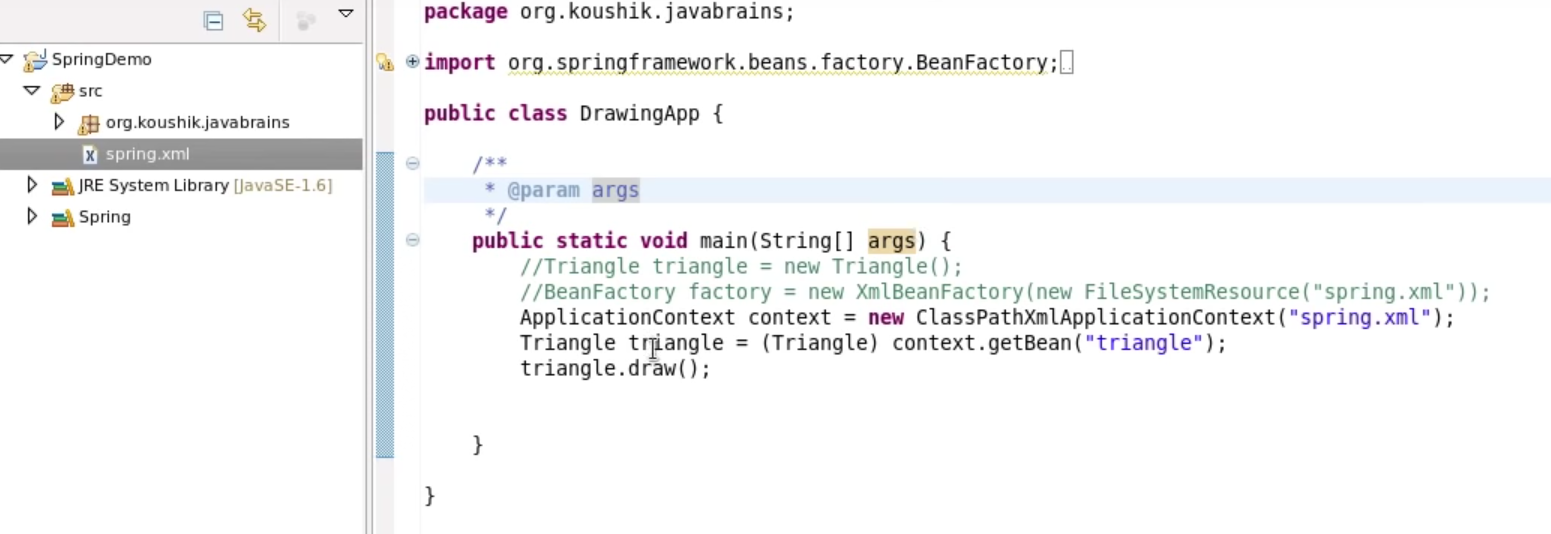 SpringDemo
src
org.koushik.javabrains
spring.xml
JRE System Library [JavaSE-1.6]
Spring
package org.koushik.javabrains;
import org.springframework.beans.factory.BeanFactory;
public class DrawingApp {
/**
* @param args
*/
public static void main(String[] args) {
//Triangle triangle = new Triangle();
//BeanFactory factory = new XmlBeanFactory(new FileSystemResource("spring.xml"));
ApplicationContext context = new ClassPathXmlApplicationContext("spring.xml");
Triangle triangle = (Triangle) context.getBean("triangle");
triangle.draw();
}
}